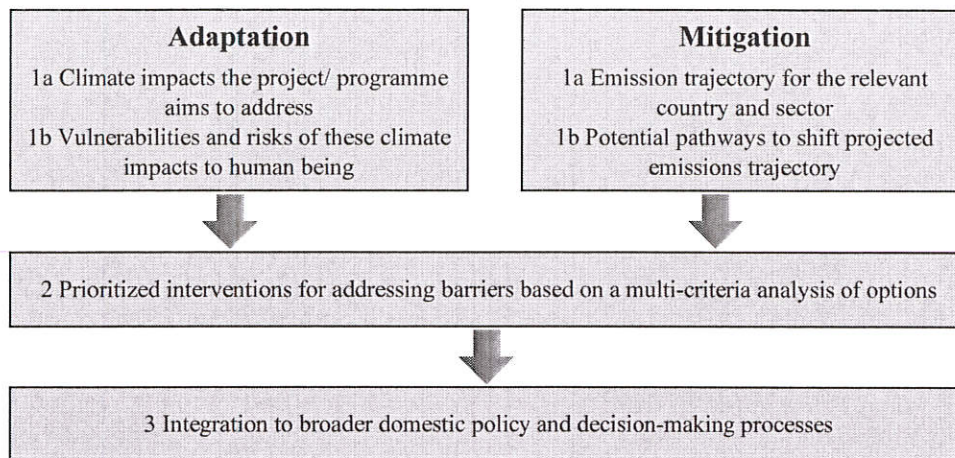 Adaptation
1a Climate impacts the project/ programme
aims to address
1b Vulnerabilities and risks of these climate
impacts to human being
Mitigation
1a Emission trajectory for the relevant
country and sector
1b Potential pathways to shift projected
emissions trajectory
2 Prioritized interventions for addressing barriers based on a multi-criteria analysis of options
3 Integration to broader domestic policy and decision-making processes